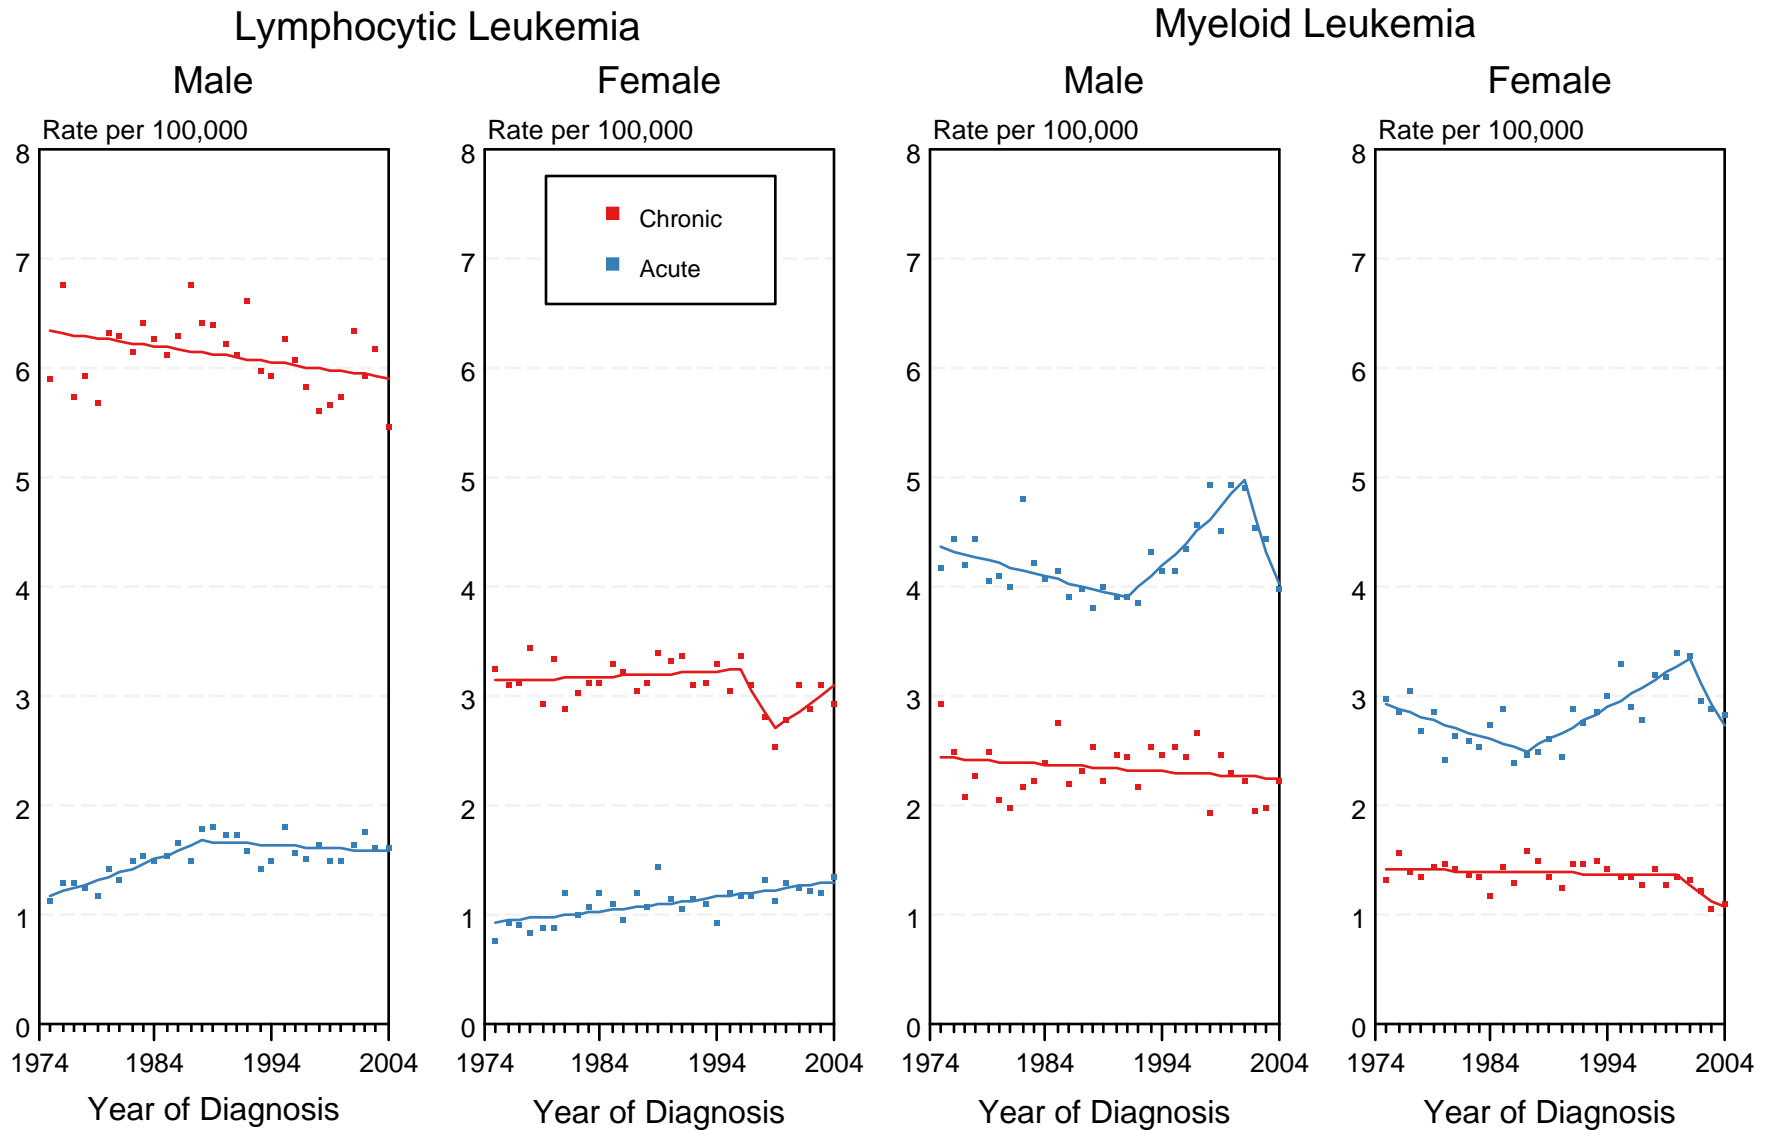 Lymphocytic Leukemia
Myeloid Leukemia
Male
Female
Male
Female
Rate per 100,000
Rate per 100,000
Rate per 100,000
Rate per 100,000
8
7
6
5
4
3
2
1
0
1974 1984 1994 2004
Year of Diagnosis
8
7
6
5
4
3
2
1
0
Chronic
Acute
1974 1984 1994 2004
Year of Diagnosis
8
7
6
5
4
3
2
1
0
1974 1984 1994 2004
Year of Diagnosis
8
7
6
5
4
3
2
1
0
1974 1984 1994 2004
Year of Diagnosis